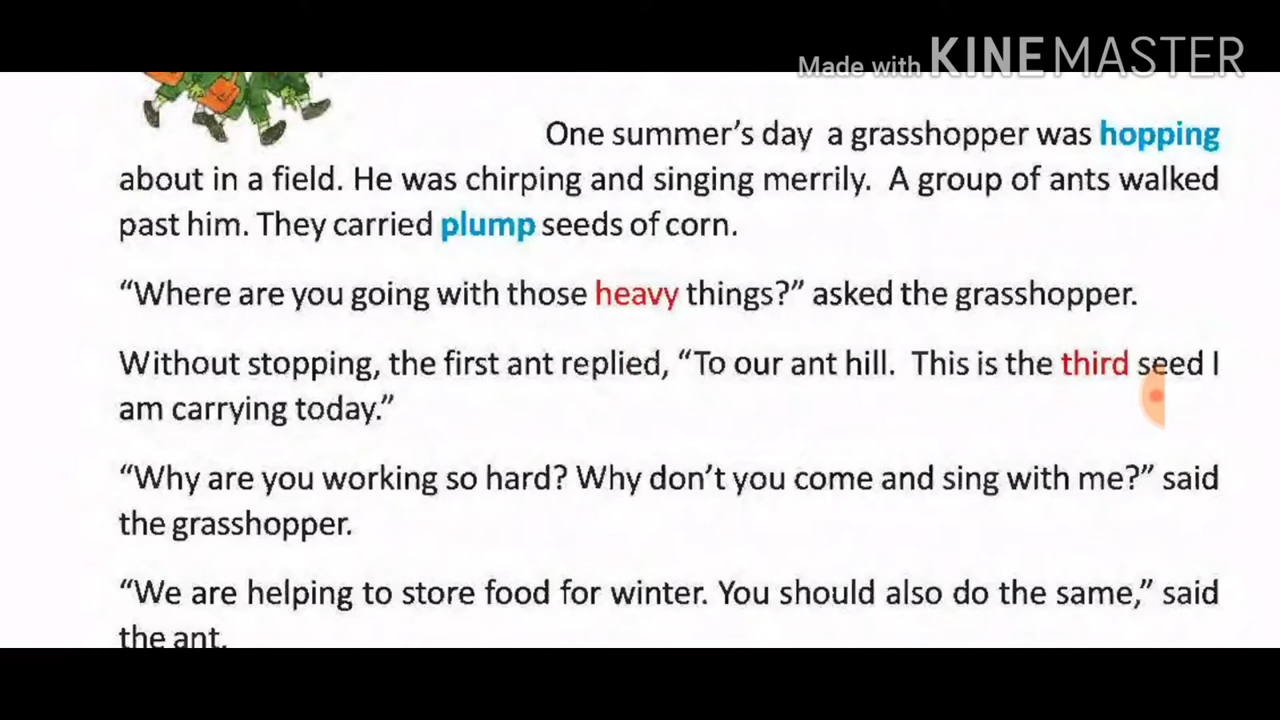 Made with KINEMASTER
One summer’s day a grasshopper was hopping
about in a field. He was chirping and singing merrily. A group of ants walked
past him. They carried plump seeds of corn.
“Where are you going with those heavy things?” asked the grasshopper.
Without stopping, the first ant replied, “To our ant hill. This is the third seed I
am carrying today.”
“Why are you working so hard? Why don’t you come and sing with me?” said
the grasshopper.
“We are helping to store food for winter. You should also do the same,” said
the ant.